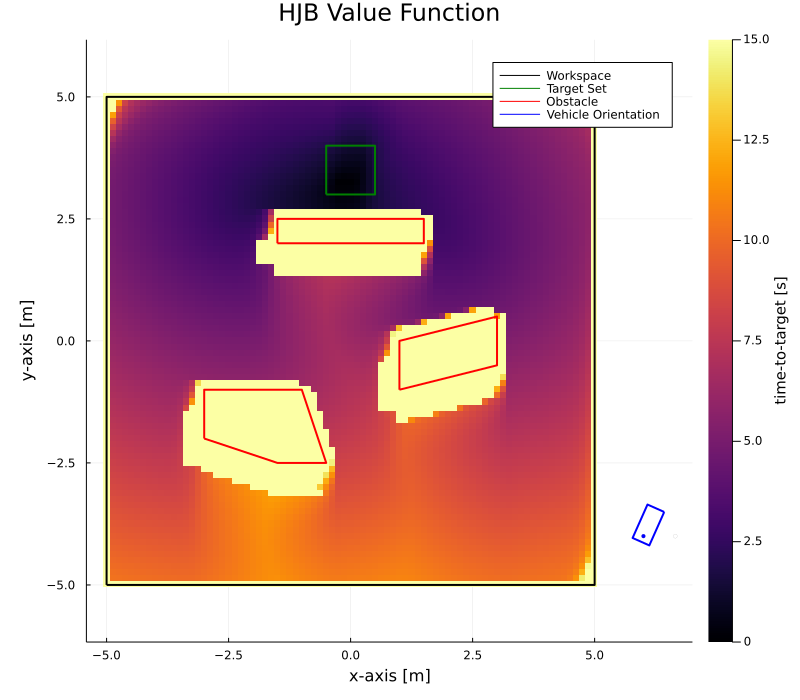 HJB Value Function
Workspace
Target Set
Obstacle
Vehicle Orientation
5.0
2.5
0.0
−2.5
−5.0
y-axis [m]
−5.0 −2.5 0.0 2.5 5.0
x-axis [m]
15.0
12.5
10.0
7.5
5.0
2.5
0
time-to-target [s]